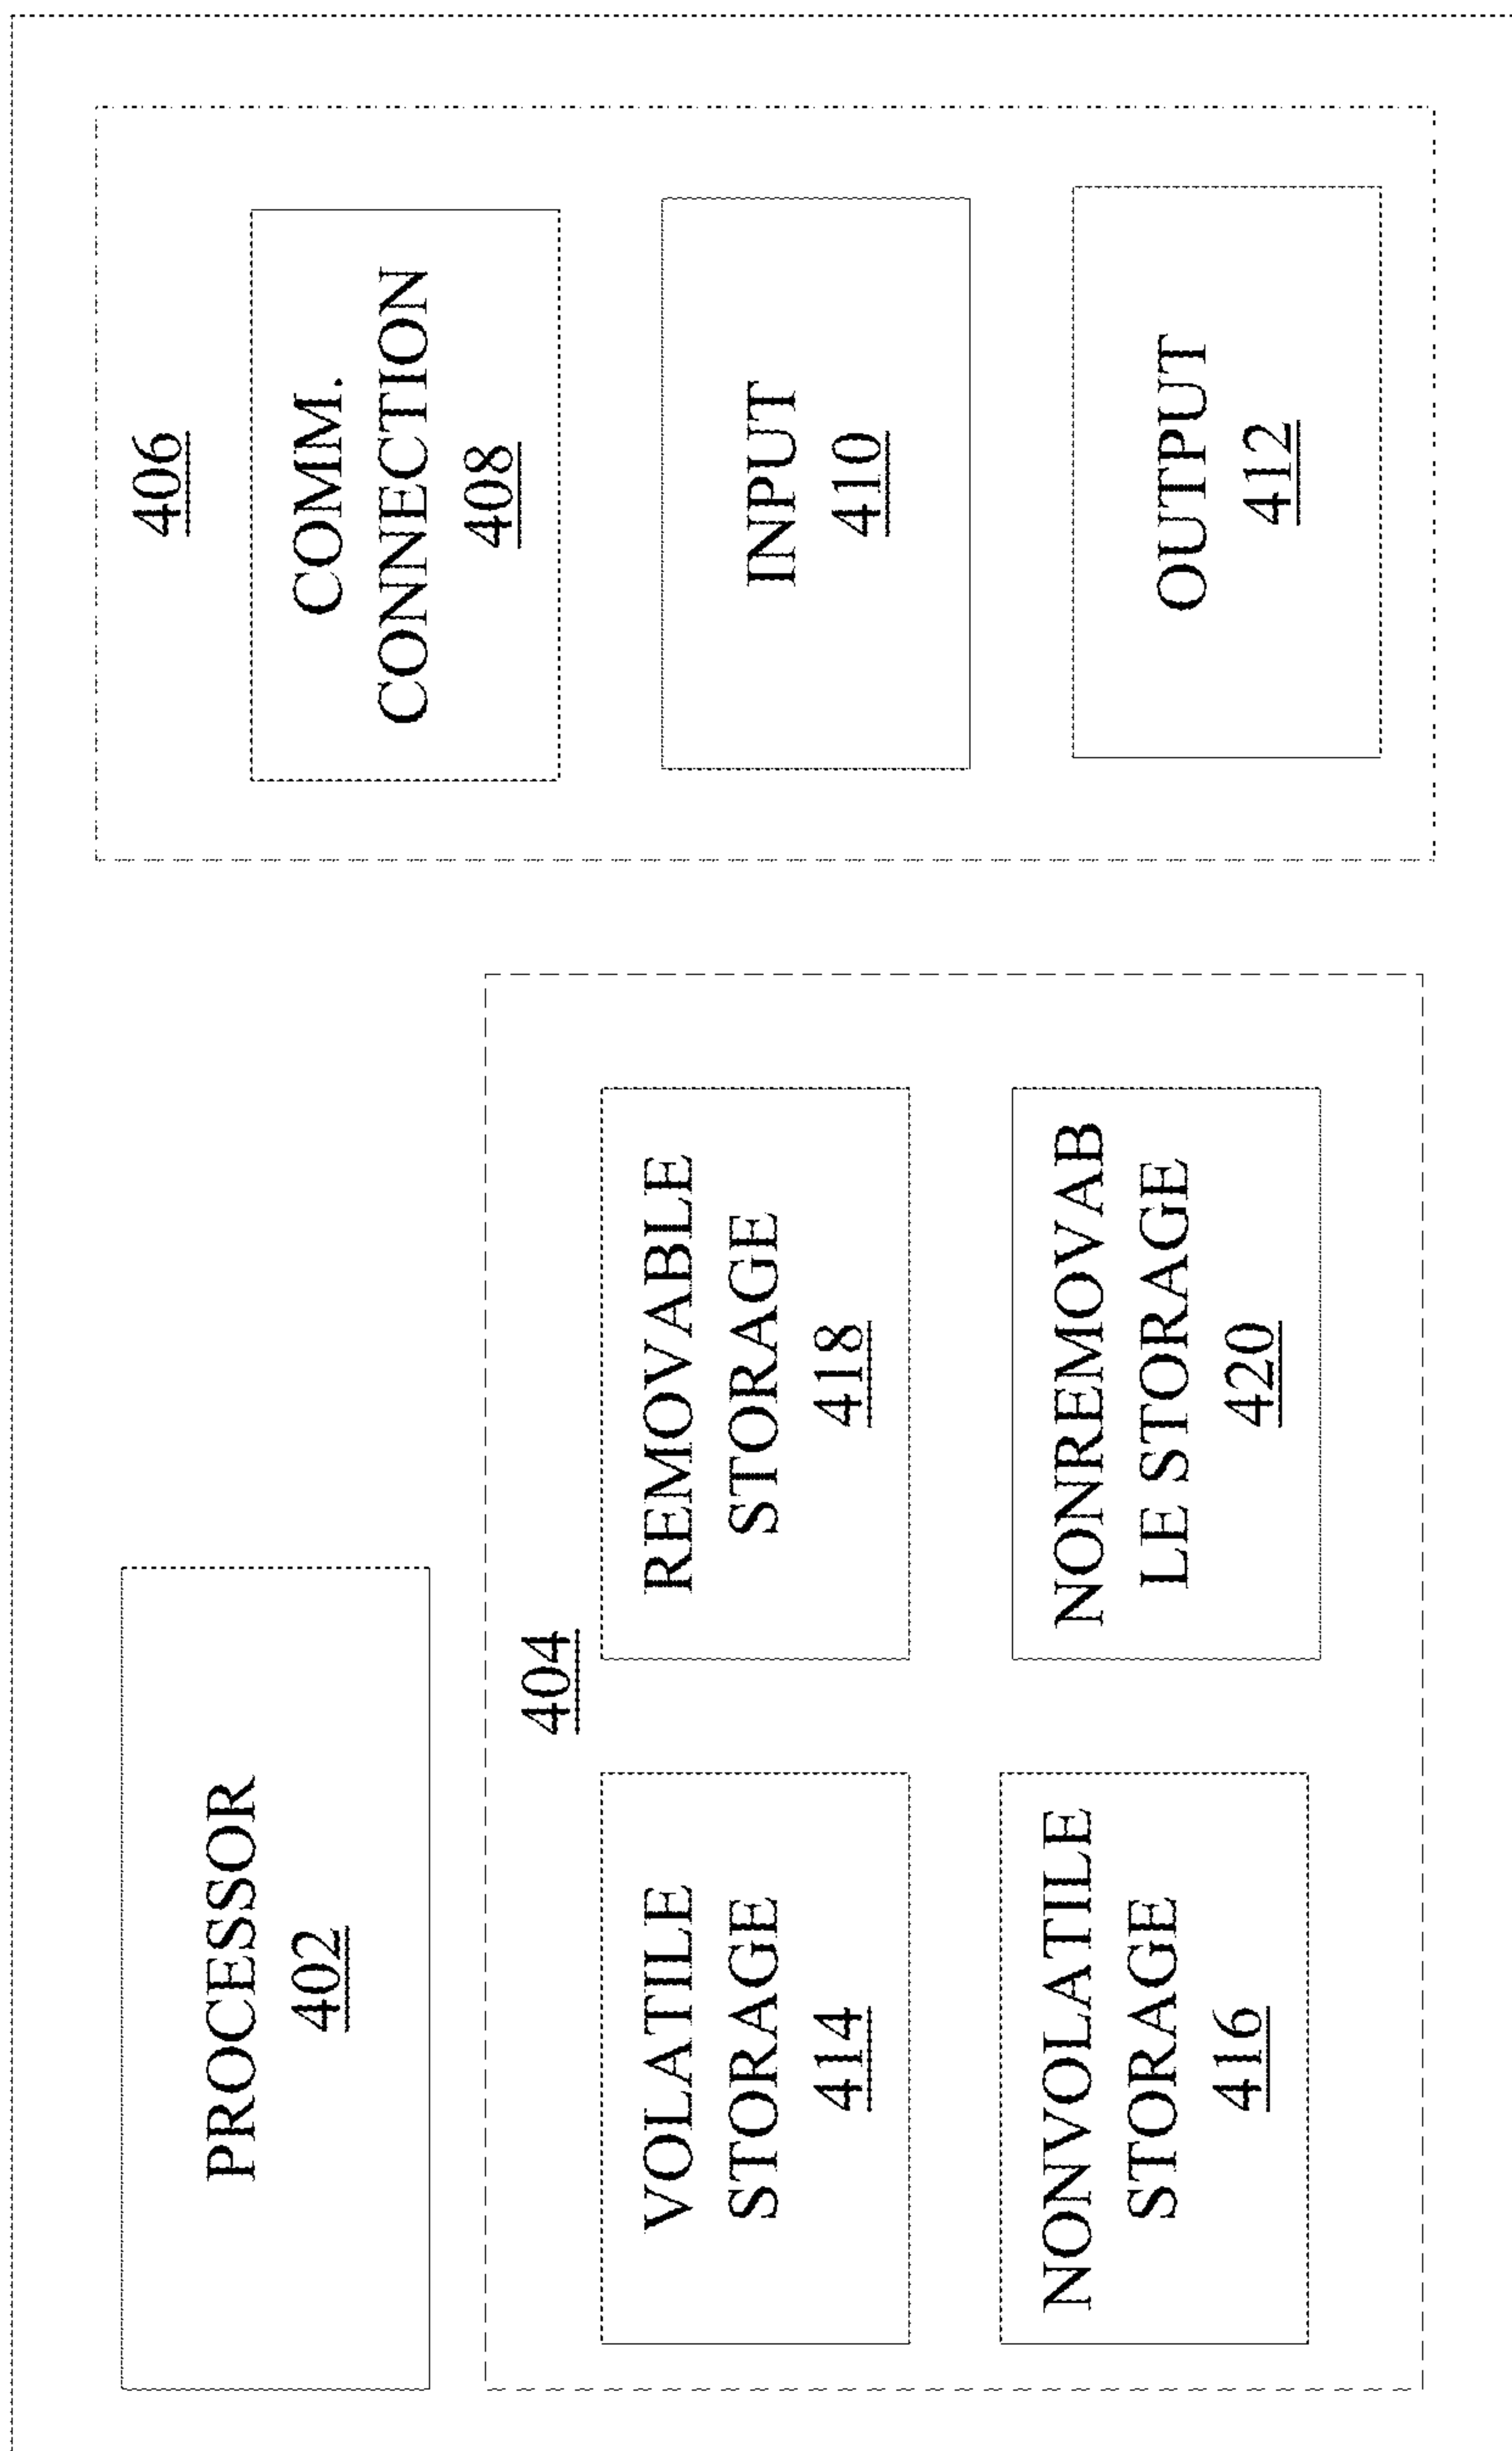 PROCESSOR
402
404
VOLATILE
STORAGE
414
REMOVABLE
STORAGE
418
NONVOLATILE
STORAGE
416
NONREMOVAB
LE STORAGE
420
406
COMM.
CONNECTION
408
INPUT
410
OUTPUT
412